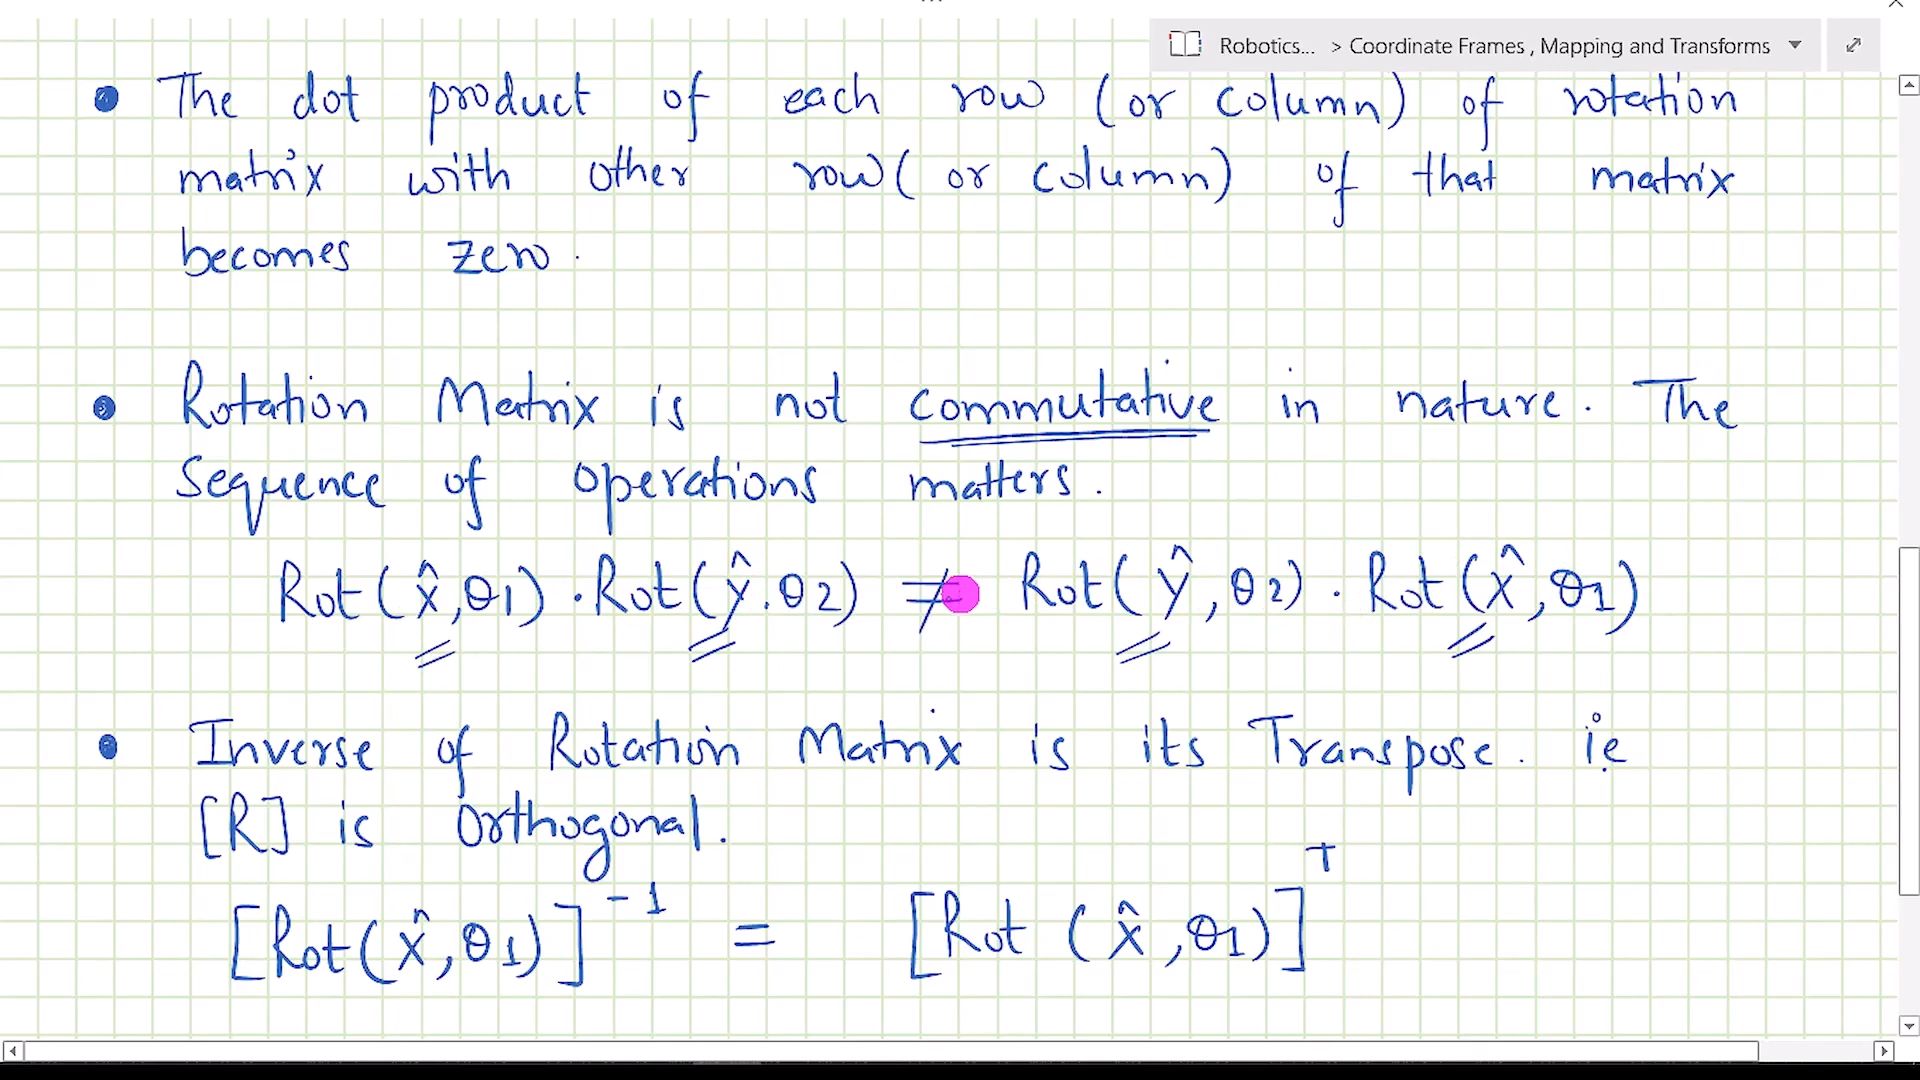 Robotics... > Coordinate Frames , Mapping and Transforms
The dot product of each row (or column) of rotation
matrix with other row( or column) of that matrix
becomes zero.
Rotation Matrix is not commutative in nature. The
Sequence of operations matters.
Rot(x̂,θ1).Rot(ŷ.θ2) ≠ Rot(ŷ,θ2).Rot(x̂,θ1)
Inverse of Rotation Matrix is its Transpose. i.e
[R] is Orthogonal.
[Rot(x̂,θ1)]⁻¹ = [Rot (x̂,θ1)]ᵀ